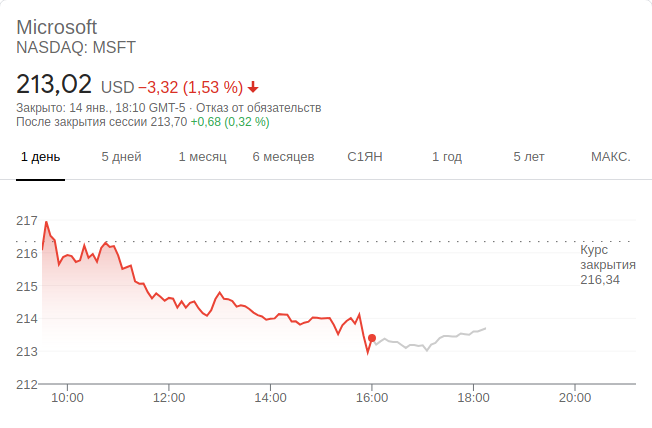 Microsoft
NASDAQ: MSFT
213,02 USD −3,32 (1,53 %)
Закрыто: 14 янв., 18:10 GMT-5 · Отказ от обязательств
После закрытия сессии 213,70 +0,68 (0,32 %)
1 день 5 дней 1 месяц 6 месяцев С1ЯН 1 год 5 лет МАКС.
217
216
215
214
213
212
Курс
закрытия
216,34
10:00 12:00 14:00 16:00 18:00 20:00